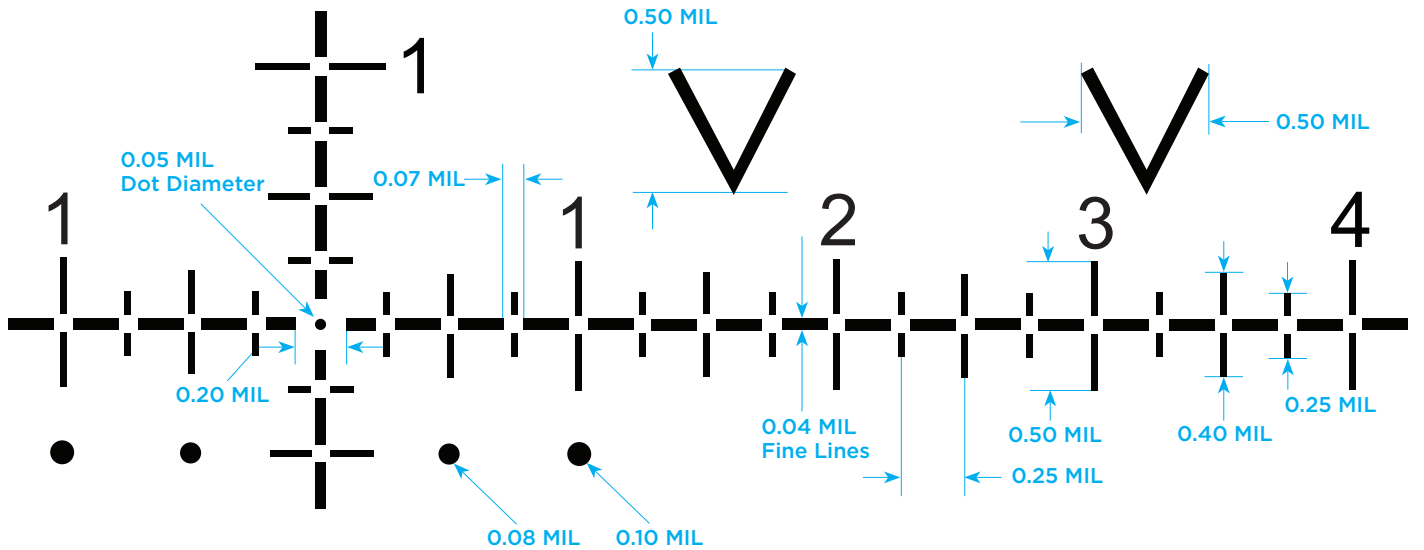 0.50 MIL
1
0.50 MIL
0.05 MIL
Dot Diameter
0.07 MIL
1
1
2
3
4
0.20 MIL
0.04 MIL
Fine Lines
0.50 MIL
0.40 MIL
0.25 MIL
0.25 MIL
0.08 MIL
0.10 MIL